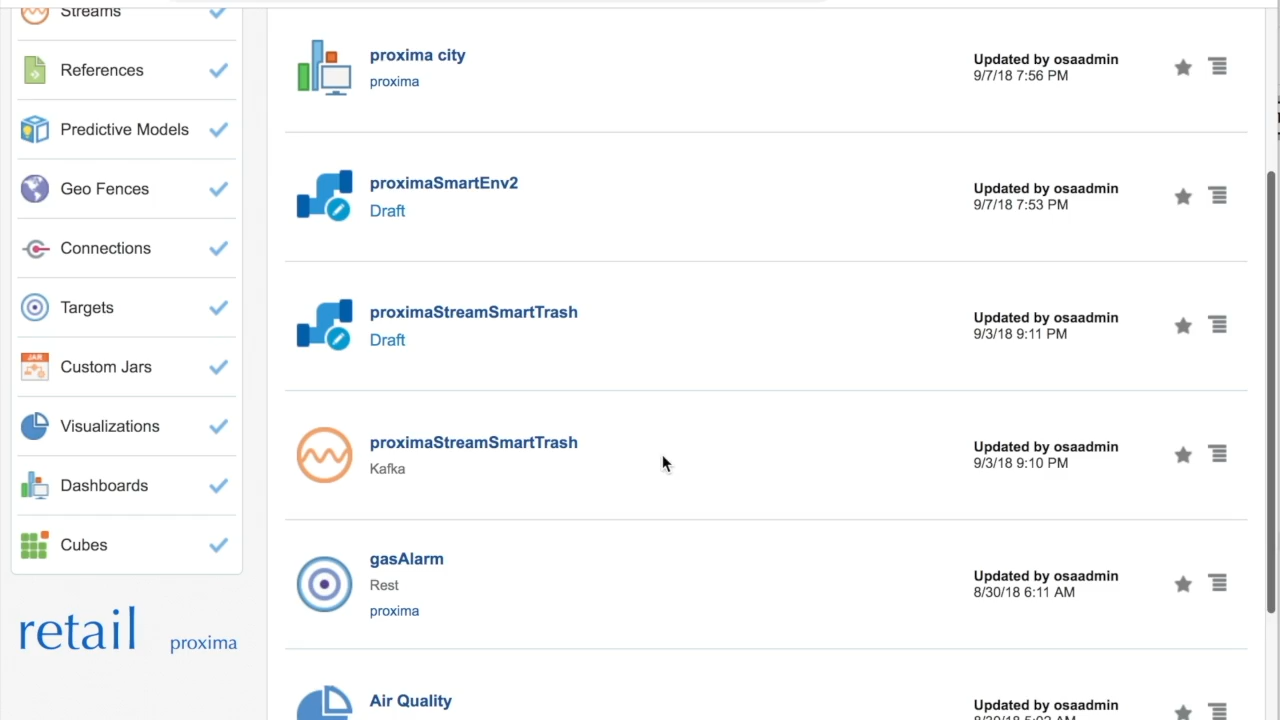 Streams
References
Predictive Models
Geo Fences
Connections
Targets
JAR
Custom Jars
Visualizations
Dashboards
Cubes
retail
proxima
proxima city
proxima
Updated by osaadmin
9/7/18 7:56 PM
proximaSmartEnv2
Draft
Updated by osaadmin
9/7/18 7:53 PM
proximaStreamSmartTrash
Draft
Updated by osaadmin
9/3/18 9:11 PM
proximaStreamSmartTrash
Kafka
Updated by osaadmin
9/3/18 9:10 PM
gasAlarm
Rest
proxima
Updated by osaadmin
8/30/18 6:11 AM
Air Quality
Updated by osaadmin